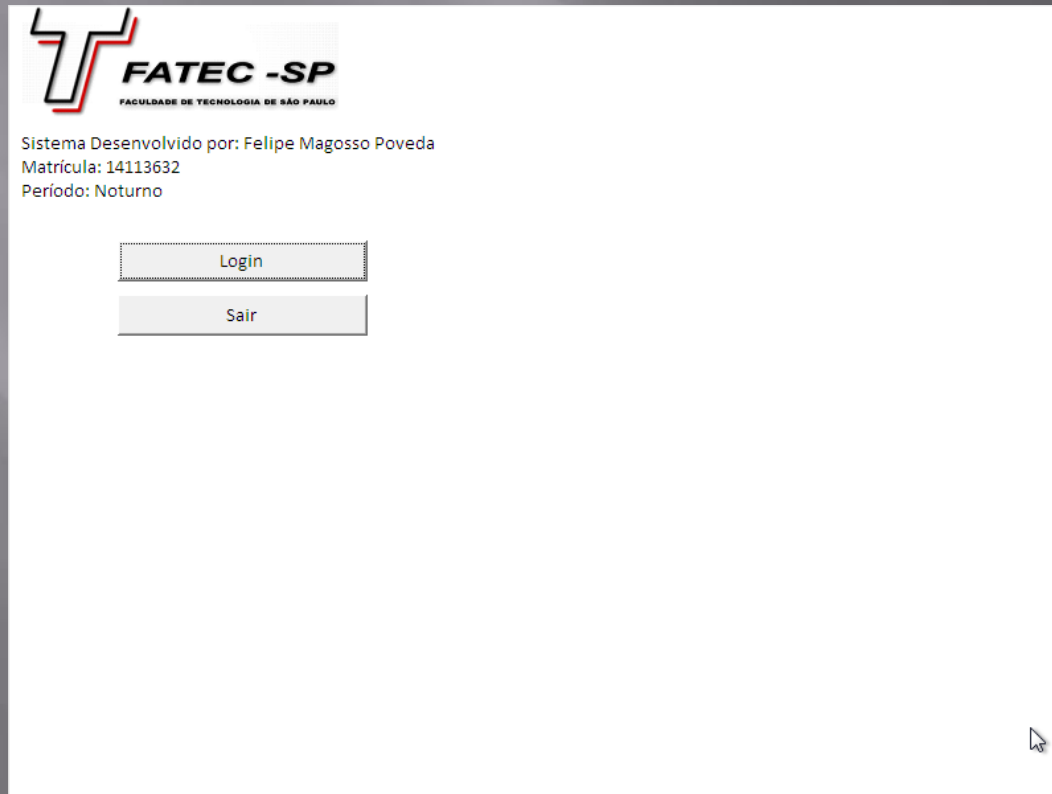 FATEC -SP
FACULDADE DE TECNOLOGIA DE SÃO PAULO
Sistema Desenvolvido por: Felipe Magosso Poveda
Matrícula: 14113632
Período: Noturno
Login
Sair